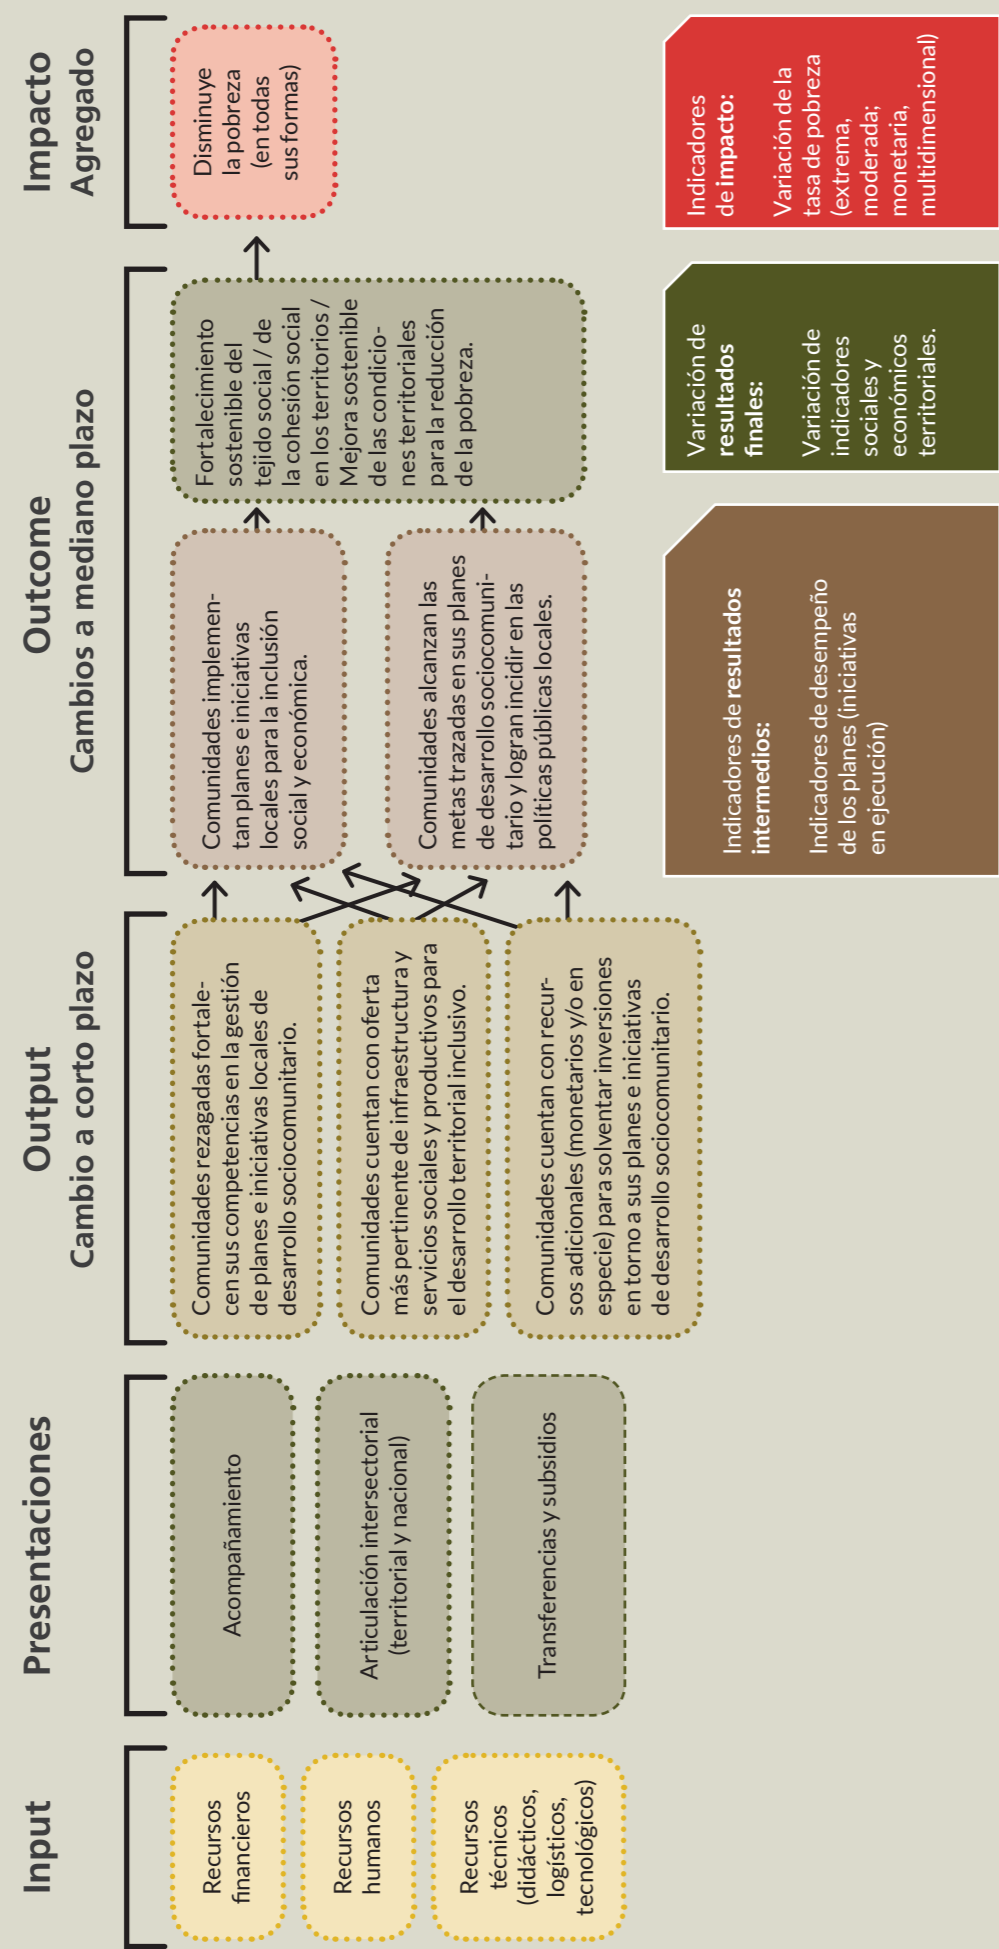 Input
Recursos
financieros
Recursos
humanos
Recursos
técnicos
(didácticos,
logísticos,
tecnológicos)
Presentaciones
Acompañamiento
Articulación intersectorial
(territorial y nacional)
Transferencias y subsidios
Output
Cambio a corto plazo
Comunidades rezagadas fortale-
cen sus competencias en la gestión
de planes e iniciativas locales de
desarrollo sociocomunitario.
Comunidades cuentan con oferta
más pertinente de infraestructura y
servicios sociales y productivos para
el desarrollo territorial inclusivo.
Comunidades cuentan con recur-
sos adicionales (monetarios y/o en
especie) para solventar inversiones
en torno a sus planes e iniciativas
de desarrollo sociocomunitario.
Outcome
Cambios a mediano plazo
Comunidades implemen-
tan planes e iniciativas
locales para la inclusión
social y económica.
Comunidades alcanzan las
metas trazadas en sus planes
de desarrollo sociocomuni-
tario y logran incidir en las
políticas públicas locales.
Fortalecimiento
sostenible del
tejido social / de
la cohesión social
en los territorios /
Mejora sostenible
de las condicio-
nes territoriales
para la reducción
de la pobreza.
Impacto
Agregado
Disminuye
la pobreza
(en todas
sus formas)
Indicadores de resultados
intermedios:
Indicadores de desempeño
de los planes (iniciativas
en ejecución)
Variación de
resultados
finales:
Variación de
indicadores
sociales y
económicos
territoriales.
Indicadores
de impacto:
Variación de la
tasa de pobreza
(extrema,
moderada;
monetaria,
multidimensional)